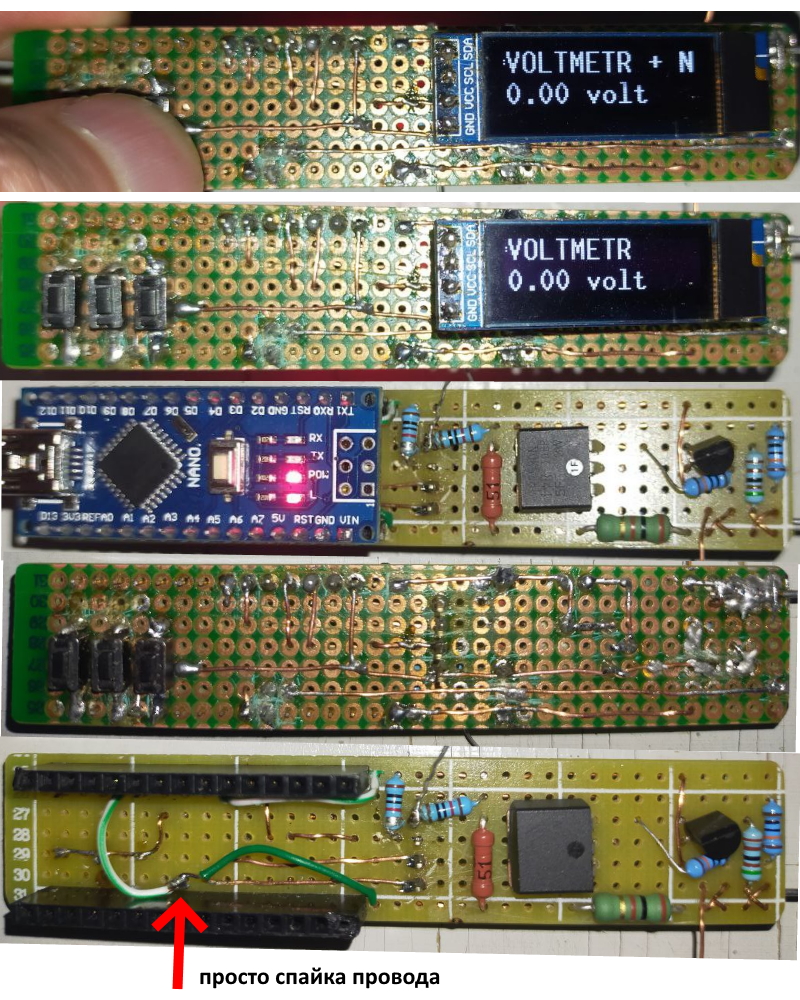 VOLTMETR + N
0.00 volt
GND VCC SCL SDA
VOLTMETR
0.00 volt
GND VCC SCL SDA
D12 D11 D10 D9 D8 D7 D6 D5 D4 D3 D2 GND RST RX0 TX1
NANO
RX
TX
POW
L
1F
51
D13 3V3 REF A0 A1 A2 A3 A4 A5 A6 A7 5V RST GND VIN
27
28
29
30
31
51
просто спайка провода